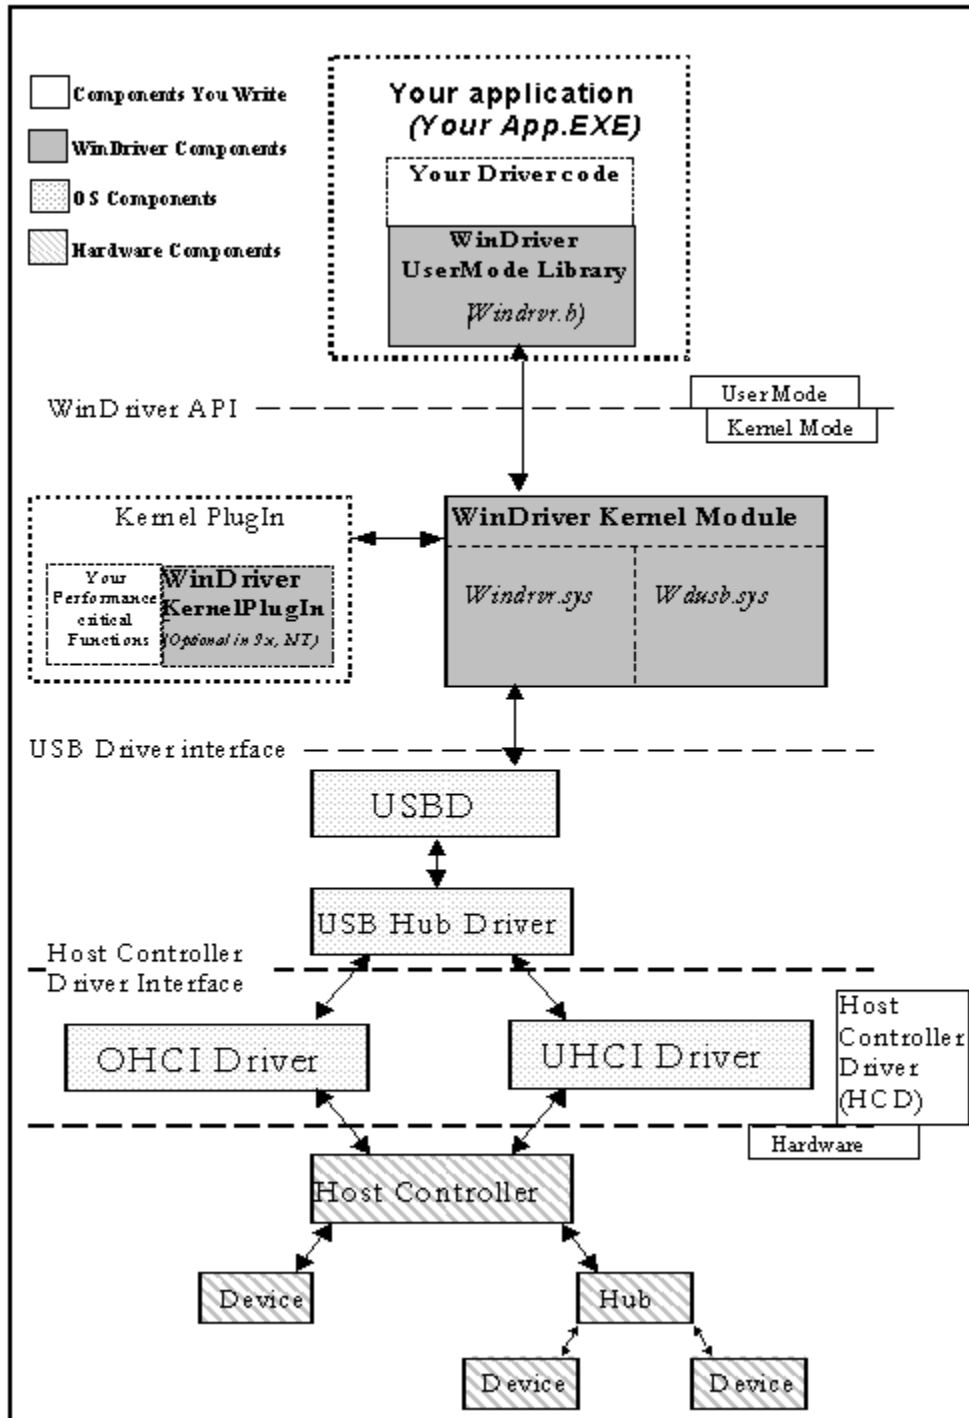 Components You Write
WinDriver Components
OS Components
Hardware Components
Your application
(Your App.EXE)
Your Driver code
WinDriver
UserMode Library
(Windrvr.h)
WinDriver API
User Mode
Kernel Mode
Kernel PlugIn
Your
Performance
critical
Functions
WinDriver
KernelPlugIn
(Optional in 9x, NT)
WinDriver Kernel Module
Windrvr.sys
Wdusb.sys
USB Driver interface
USBD
USB Hub Driver
Host Controller
Driver Interface
OHCI Driver
UHCI Driver
Host
Controller
Driver
(HCD)
Hardware
Host Controller
Device
Hub
Device
Device